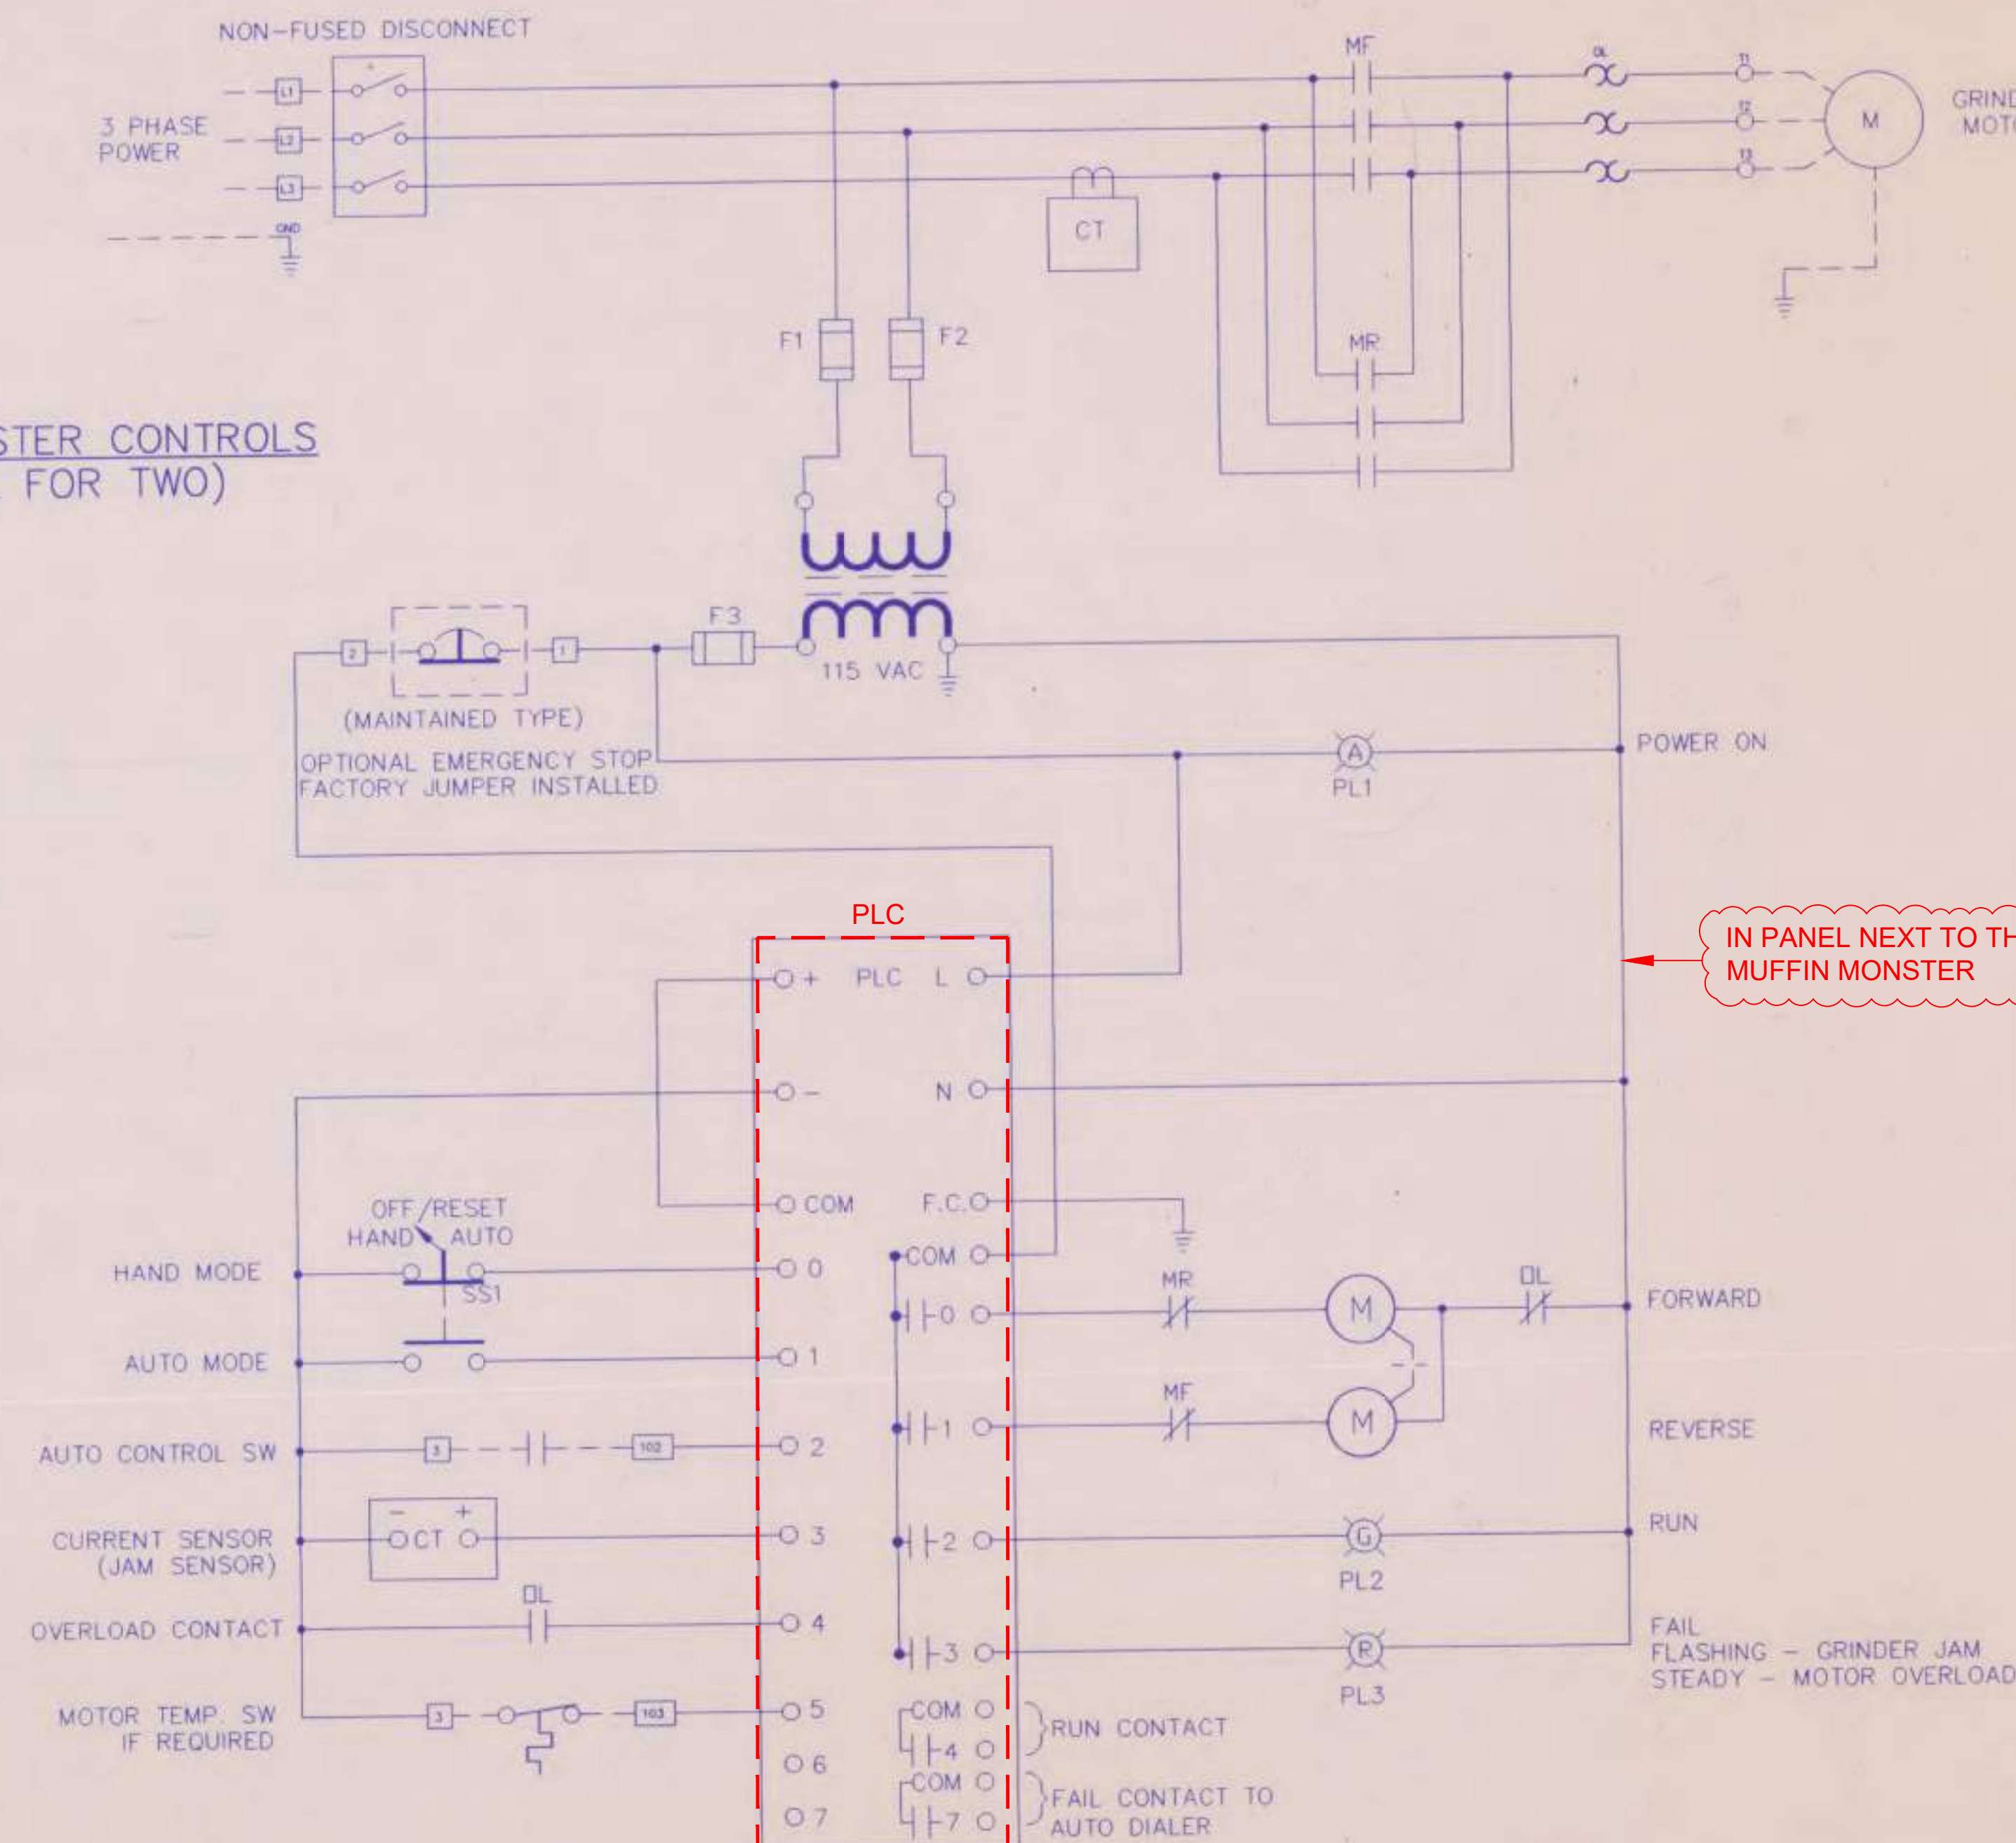 NON-FUSED DISCONNECT
3 PHASE
POWER
L1
L2
L3
GND
MF
OL
T1
T2
T3
M
CT
F1
F2
MR
CONTROLS
FOR TWO)
F3
2
1
115 VAC
(MAINTAINED TYPE)
OPTIONAL EMERGENCY STOP
FACTORY JUMPER INSTALLED
A
PL1
POWER ON
PLC
IN PANEL NEXT TO
MUFFIN MONSTER
+ PLC L
- N
COM F.C.
OFF/RESET
HAND AUTO
SS1
HAND MODE
0
COM
AUTO MODE
1
0
MR
M
OL
FORWARD
AUTO CONTROL SW
3
102
2
1
MF
M
REVERSE
CURRENT SENSOR
(JAM SENSOR)
- +
CT
3
2
G
PL2
RUN
OVERLOAD CONTACT
OL
4
3
R
PL3
FAIL
FLASHING - GRINDER JAM
STEADY - MOTOR OVERLOAD
MOTOR TEMP. SW
IF REQUIRED
3
103
5
COM
4
RUN CONTACT
6
7
COM
7
FAIL CONTACT TO
AUTO DIALER